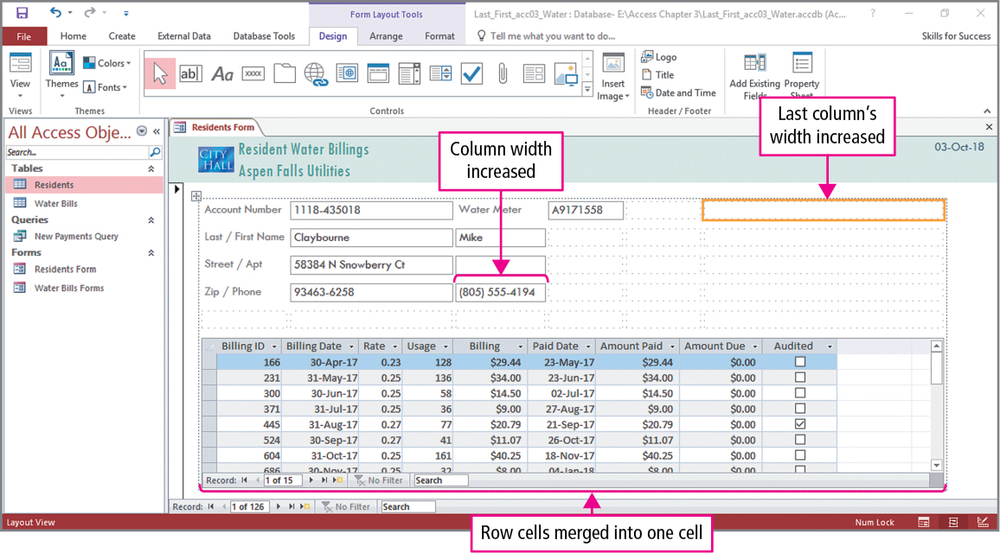 Form Layout Tools
Last_First_acc03_Water : Database- E:\Access Chapter 3\Last_First_acc03_Water.accdb (Ac...
?
File Home Create External Data Database Tools Design Arrange Format Tell me what you want to do... Skills for Success
View
Views
Themes
Aa
Colors
A Fonts
Themes
ab|
Aa
xxxx
Controls
Insert
Image
Logo
Title
Date and Time
Header / Footer
Add Existing
Fields
Property
Sheet
Last column's
width increased
Column width
increased
All Access Obje...
Search...
Tables
Residents
Water Bills
Queries
New Payments Query
Forms
Residents Form
Water Bills Forms
Residents Form
CITY
HALL
Resident Water Billings
Aspen Falls Utilities
03-Oct-18
Account Number 1118-435018 Water Meter A9171558
Last / First Name Claybourne Mike
Street / Apt 58384 N Snowberry Ct
Zip / Phone 93463-6258 (805) 555-4194
Billing ID Billing Date Rate Usage Billing Paid Date Amount Paid Amount Due Audited
166 30-Apr-17 0.23 128 $29.44 23-May-17 $29.44 $0.00
231 31-May-17 0.25 136 $34.00 23-Jun-17 $34.00 $0.00
300 30-Jun-17 0.25 58 $14.50 02-Jul-17 $14.50 $0.00
371 31-Jul-17 0.25 36 $9.00 27-Aug-17 $9.00 $0.00
445 31-Aug-17 0.27 77 $20.79 21-Sep-17 $20.79 $0.00
524 30-Sep-17 0.27 41 $11.07 26-Oct-17 $11.07 $0.00
604 31-Oct-17 0.25 161 $40.25 18-Nov-17 $40.25 $0.00
686 30-Nov-17 0.25 32 $8.00 04-Jan-18 $8.00 $0.00
Record: 1 of 15 No Filter Search
Record: 1 of 126 No Filter Search
Layout View
Num Lock
Row cells merged into one cell